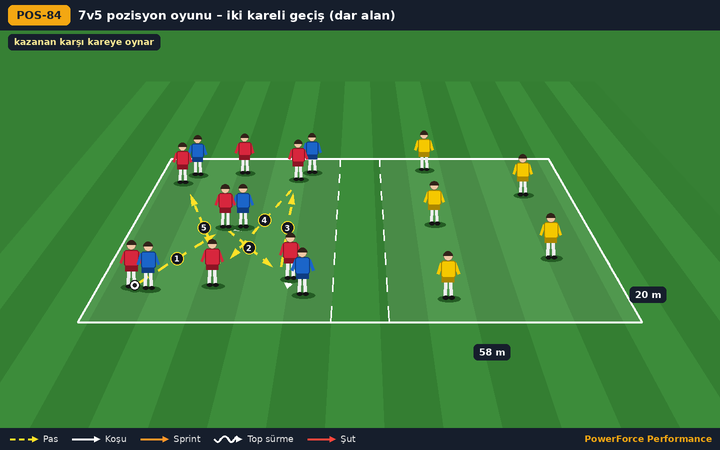 POS-84 7v5 pozisyon oyunu – iki kareli geçiş (dar alan)
kazanan karşı kareye oynar
5
4
3
2
1
20 m
58 m
Pas Koşu Sprint Top sürme Şut PowerForce Performance